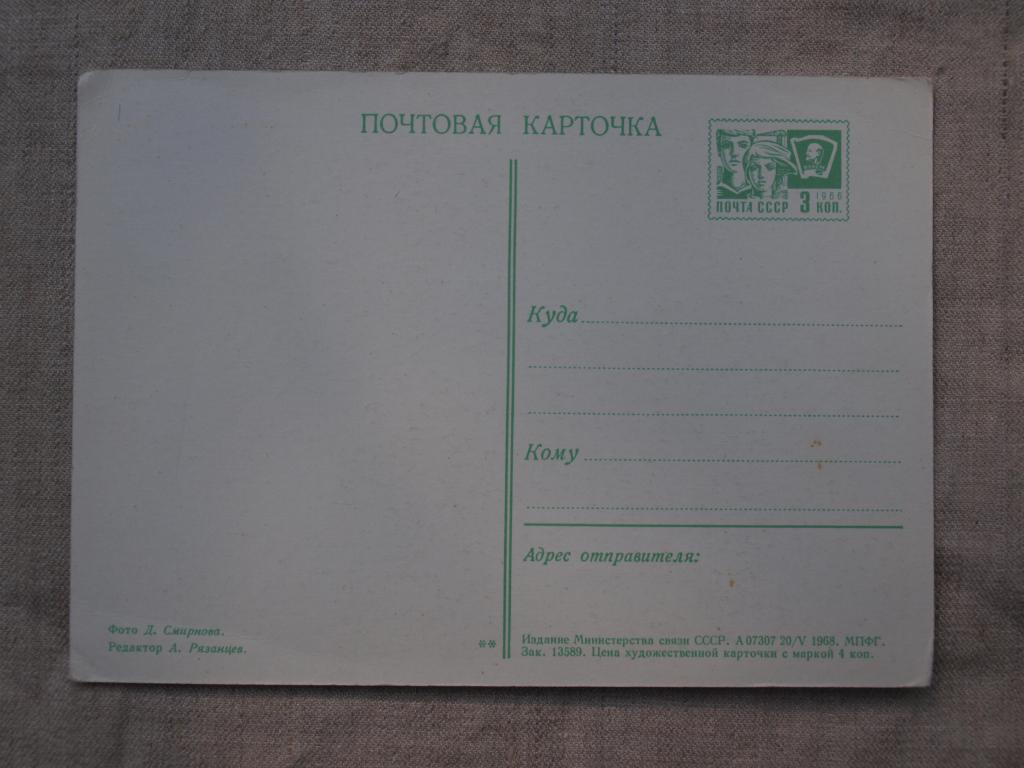 ПОЧТОВАЯ КАРТОЧКА
1966
ПОЧТА СССР 3 КОП.
Куда
Кому
Адрес отправителя:
Фото Д. Смирнова.
Редактор А. Рязанцев.
**
Издание Министерства связи СССР. А 07307 20/V 1968. МПФГ.
Зак. 13589. Цена художественной карточки с маркой 4 коп.